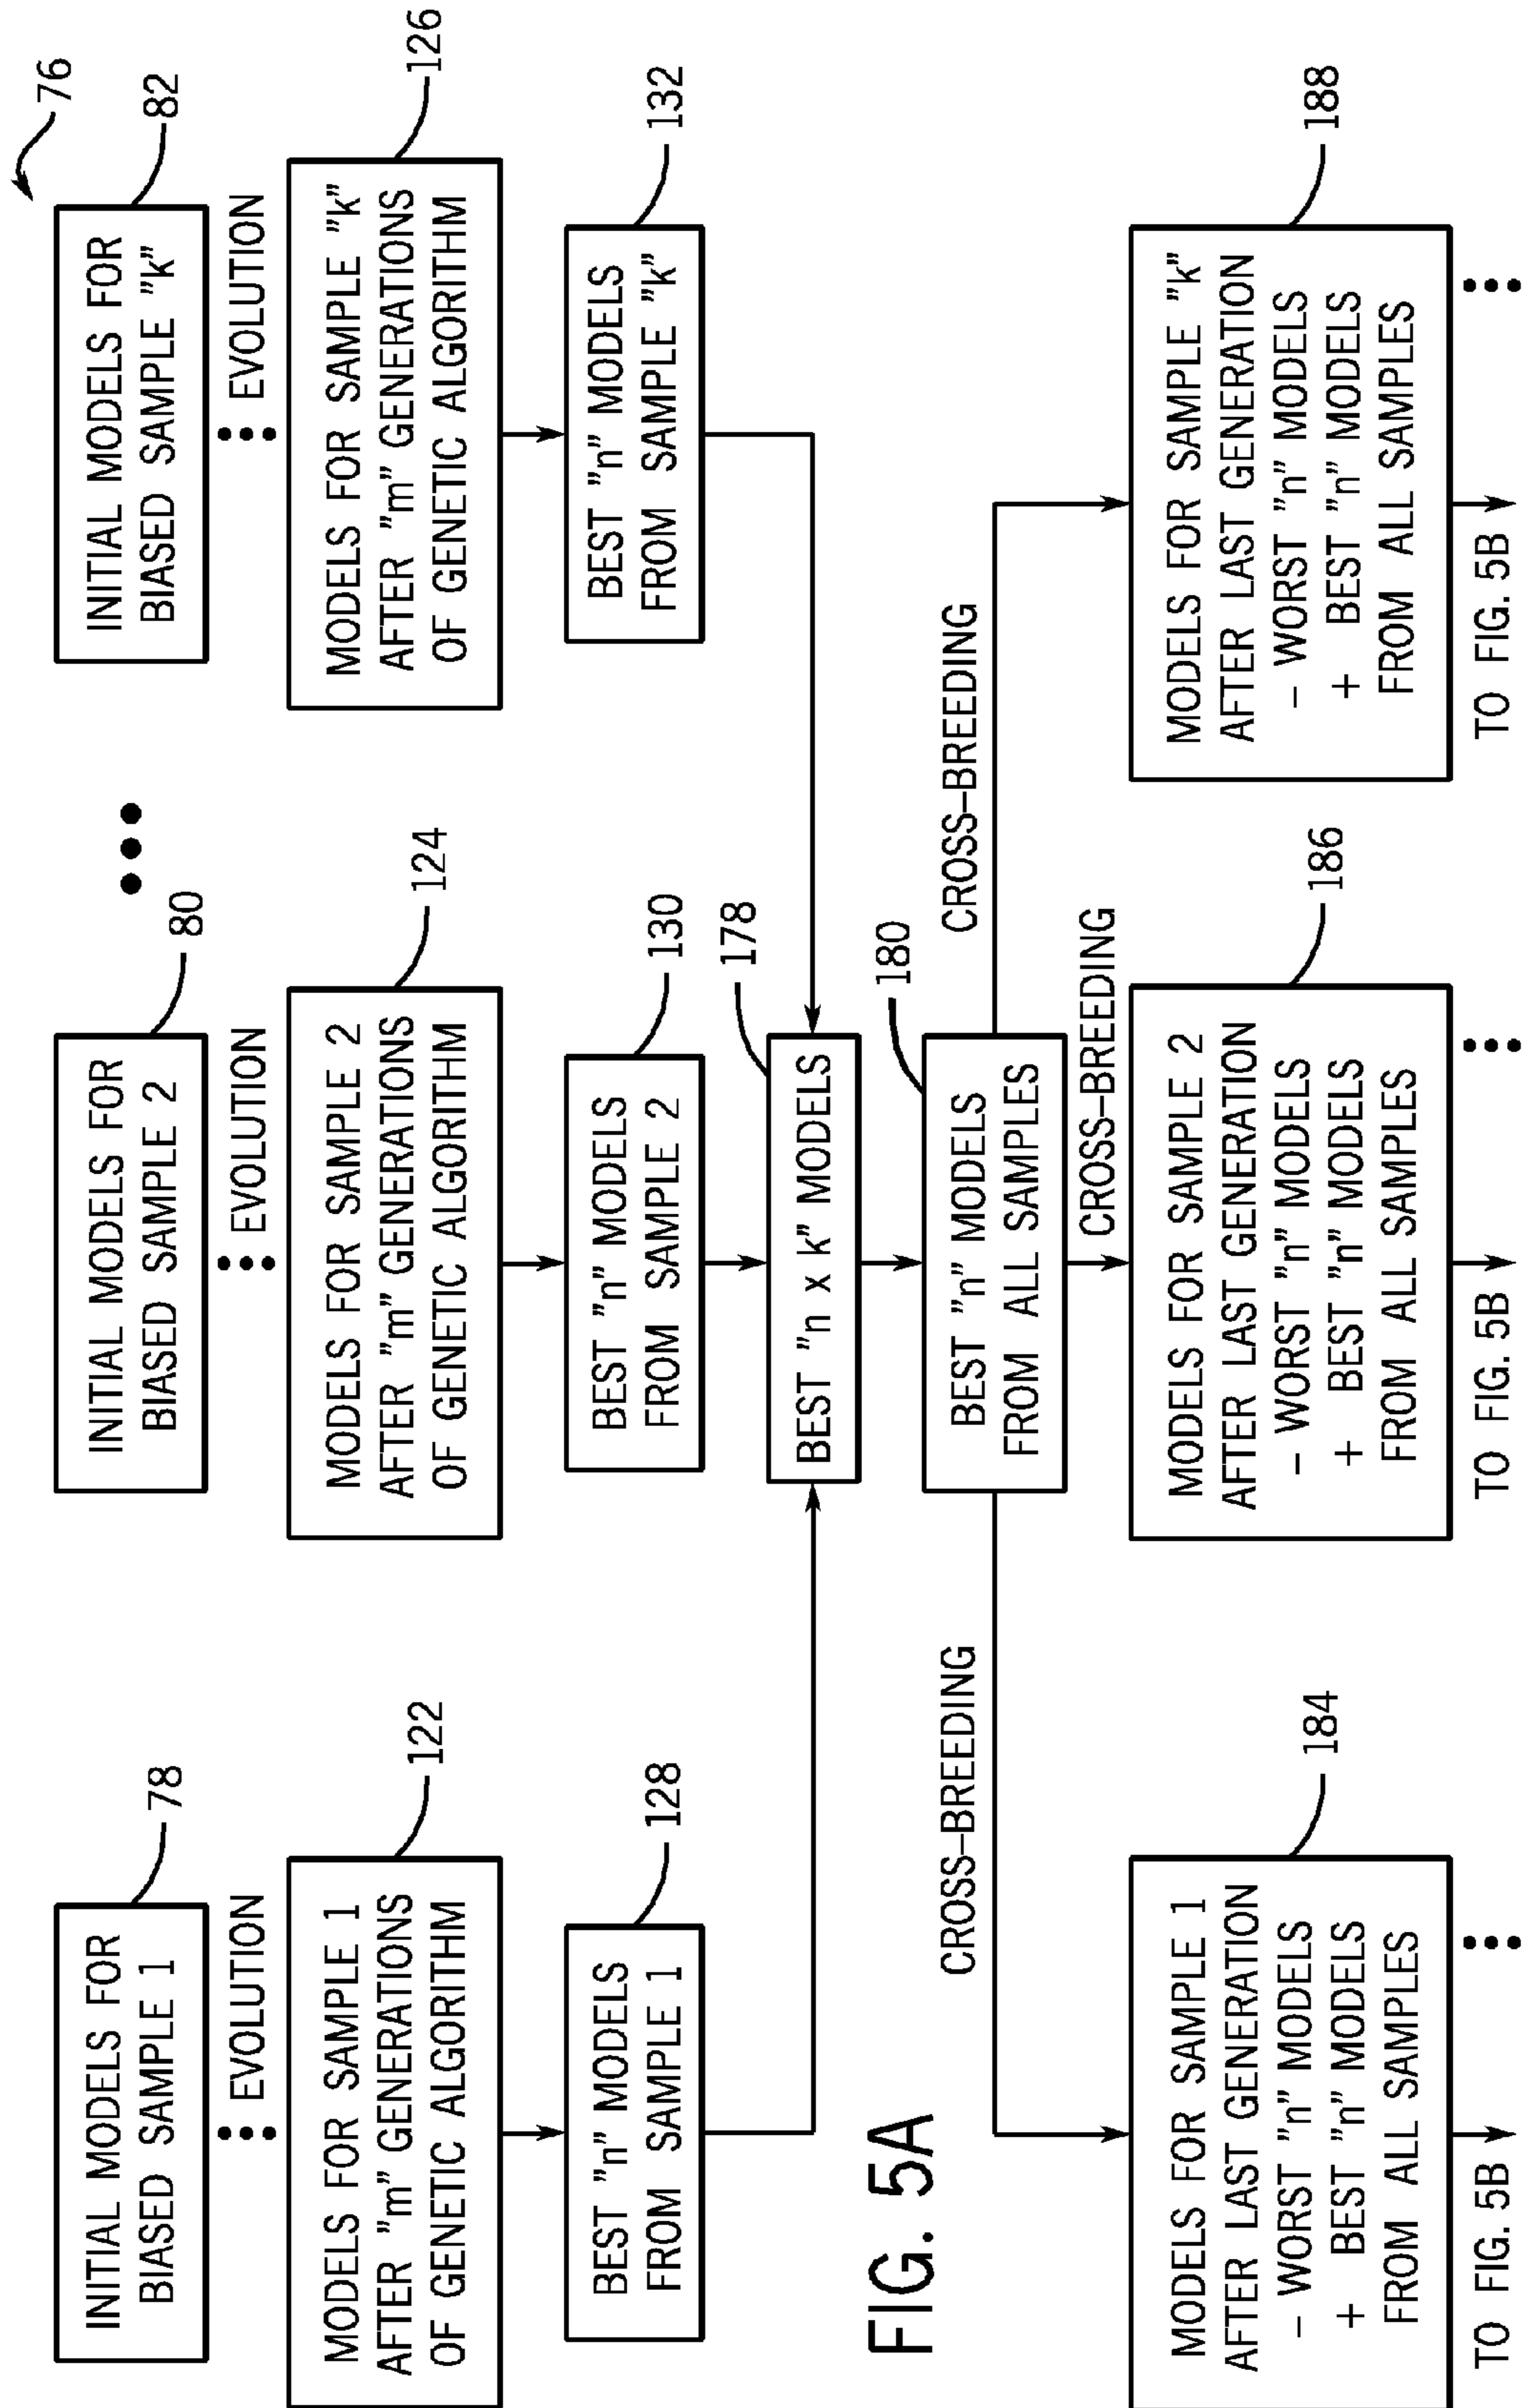 76
INITIAL MODELS FOR
BIASED SAMPLE 1
78
INITIAL MODELS FOR
BIASED SAMPLE 2
80
INITIAL MODELS FOR
BIASED SAMPLE "k"
82
EVOLUTION
EVOLUTION
EVOLUTION
MODELS FOR SAMPLE 1
AFTER "m" GENERATIONS
OF GENETIC ALGORITHM
122
MODELS FOR SAMPLE 2
AFTER "m" GENERATIONS
OF GENETIC ALGORITHM
124
MODELS FOR SAMPLE "k"
AFTER "m" GENERATIONS
OF GENETIC ALGORITHM
126
BEST "n" MODELS
FROM SAMPLE 1
128
BEST "n" MODELS
FROM SAMPLE 2
130
BEST "n" MODELS
FROM SAMPLE "k"
132
BEST "n x k" MODELS
178
FIG. 5A
BEST "n" MODELS
FROM ALL SAMPLES
180
CROSS-BREEDING
CROSS-BREEDING
CROSS-BREEDING
MODELS FOR SAMPLE 1
AFTER LAST GENERATION
- WORST "n" MODELS
+ BEST "n" MODELS
FROM ALL SAMPLES
184
MODELS FOR SAMPLE 2
AFTER LAST GENERATION
- WORST "n" MODELS
+ BEST "n" MODELS
FROM ALL SAMPLES
186
MODELS FOR SAMPLE "k"
AFTER LAST GENERATION
- WORST "n" MODELS
+ BEST "n" MODELS
FROM ALL SAMPLES
188
TO FIG. 5B
TO FIG. 5B
TO FIG. 5B